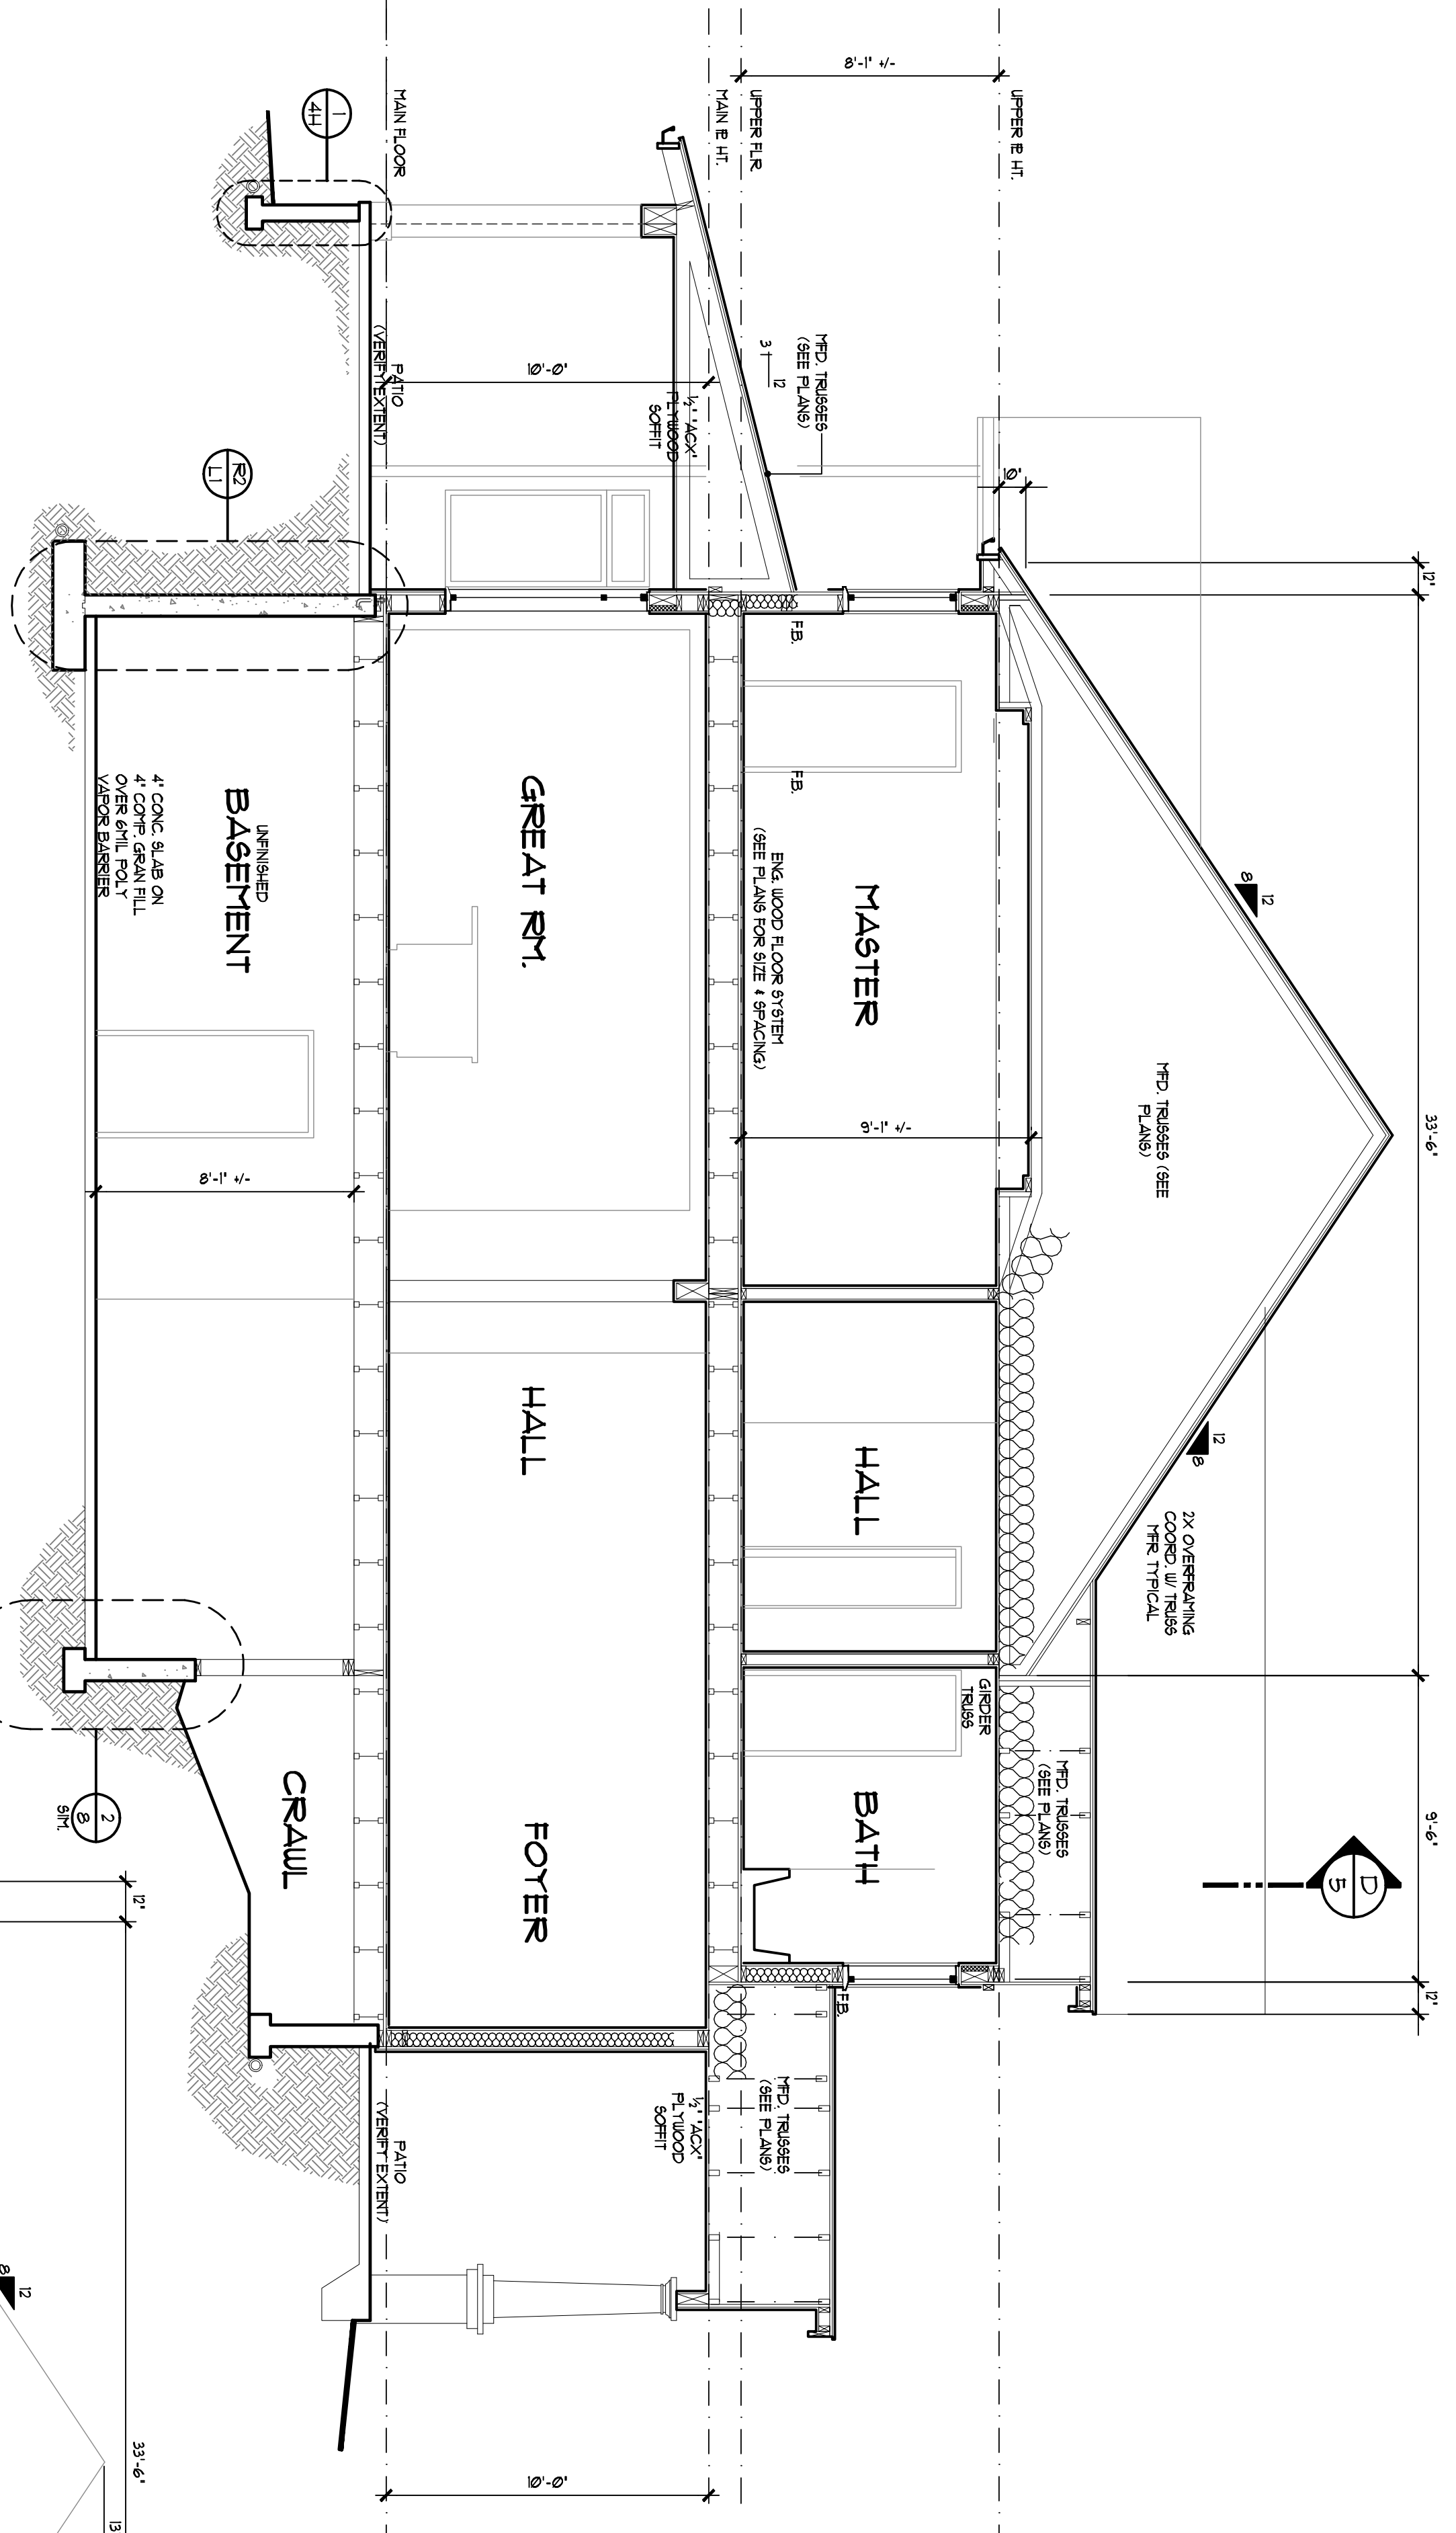 12"
33'-6"
9'-6"
12"
12
8
12
8
MFD. TRUSSES (SEE
PLANS)
2X OVERFRAMING
COORD. W/ TRUSS
MFR. TYPICAL
D
5
8'-1" +/-
UPPER PL HT.
UPPER FLR
MAIN PL HT.
MAIN FLOOR
10"
MFD. TRUSSES
(SEE PLANS)
3
12
GIRDER
TRUSS
MFD. TRUSSES
(SEE PLANS)
MASTER
9'-1" +/-
HALL
BATH
F.B.
F.B.
F.B.
ENG. WOOD FLOOR SYSTEM
(SEE PLANS FOR SIZE & SPACING)
MFD. TRUSSES
(SEE PLANS)
½" "ACX"
PLYWOOD
SOFFIT
½" "ACX"
PLYWOOD
SOFFIT
10'-0"
GREAT RM.
HALL
FOYER
10'-0"
PATIO
(VERIFY EXTENT)
PATIO
(VERIFY EXTENT)
1
4H
R2
L1
UNFINISHED
BASEMENT
8'-1" +/-
CRAWL
4" CONC. SLAB ON
4" COMP. GRAN FILL
OVER 6MIL POLY
VAPOR BARRIER
2
8
SIM.
12"
33'-6"
13
12
8